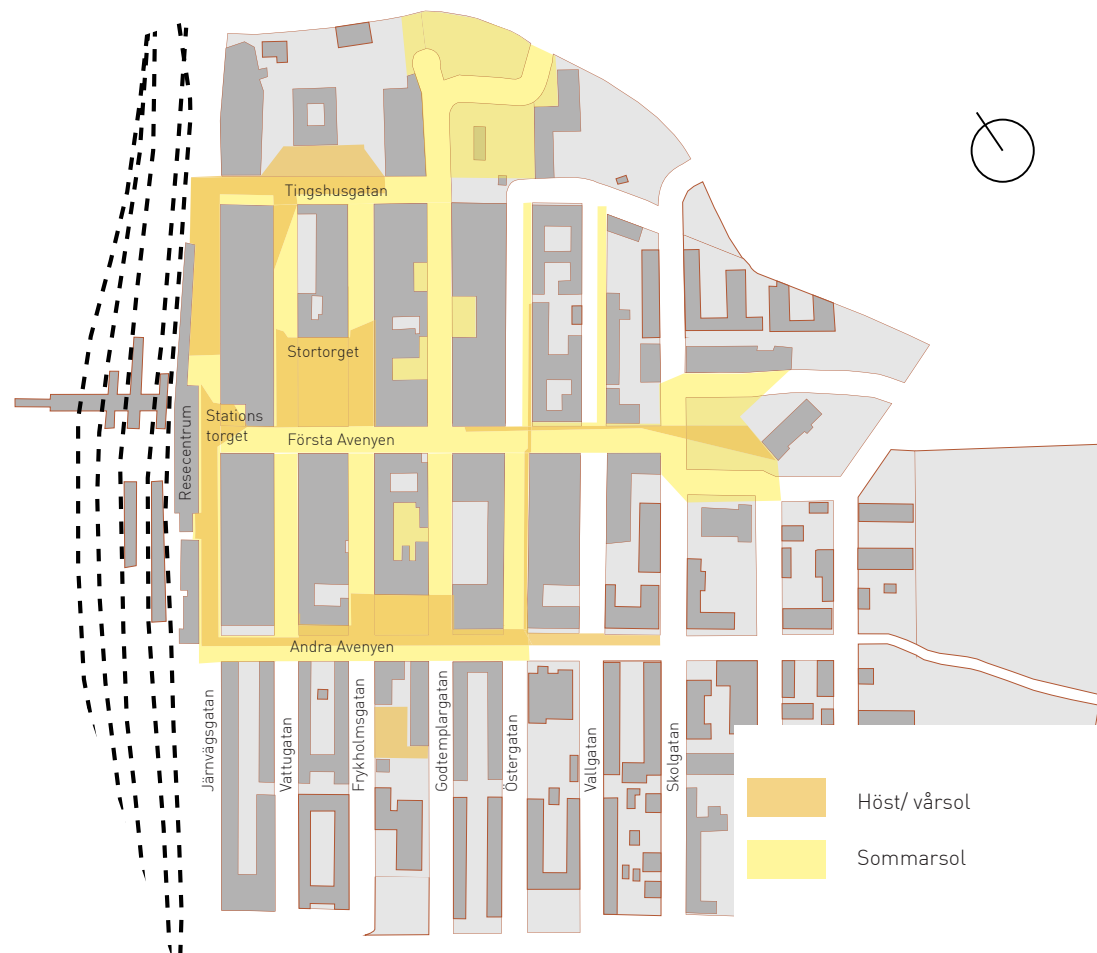 Tingshusgatan
Stortorget
Stations
torget
Första Avenyen
Resecentrum
Andra Avenyen
Järnvägsgatan
Vattugatan
Frykholmsgatan
Godtemplargatan
Östergatan
Vallgatan
Skolgatan
Höst/ vårsol
Sommarsol